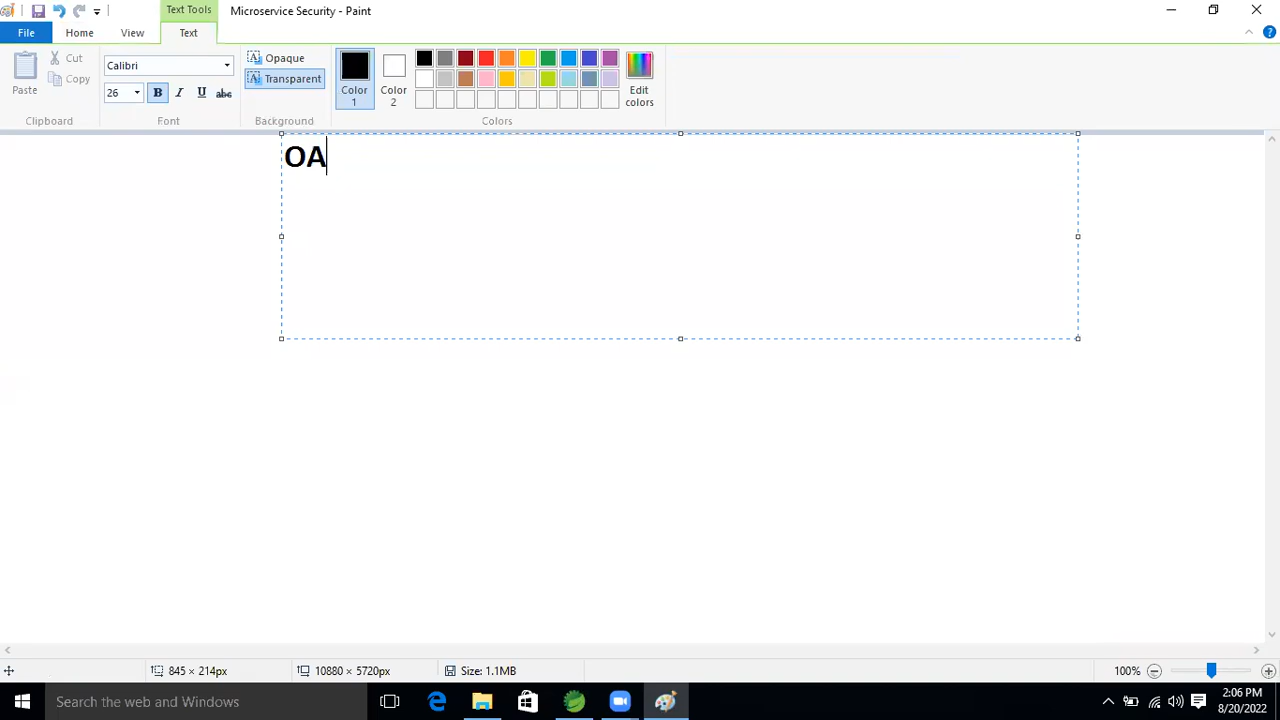 Text Tools
Microservice Security - Paint
File
Home
View
Text
Paste
Cut
Copy
Clipboard
Calibri
26
B
I
U
abc
Font
Opaque
Transparent
Background
Color
1
Color
2
Edit
colors
Colors
OA
845 × 214px
10880 × 5720px
Size: 1.1MB
100%
Search the web and Windows
2:06 PM
8/20/2022